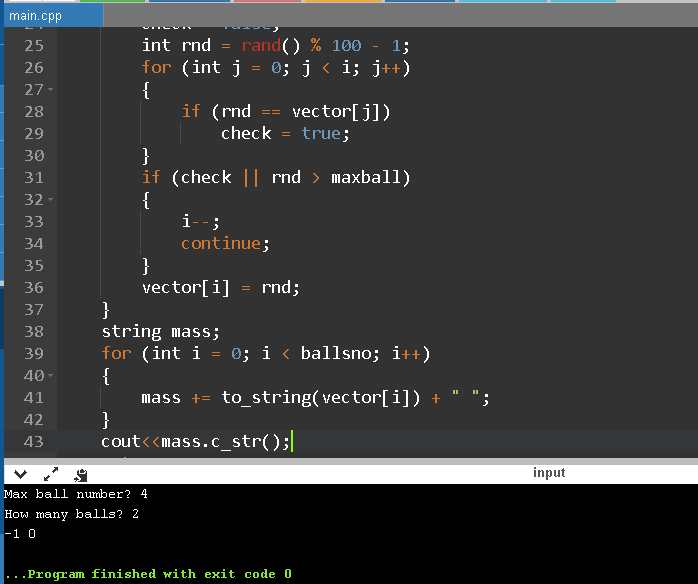 main.cpp
24 check = false;
25 int rnd = rand() % 100 - 1;
26 for (int j = 0; j < i; j++)
27 {
28 if (rnd == vector[j])
29 check = true;
30 }
31 if (check || rnd > maxball)
32 {
33 i--;
34 continue;
35 }
36 vector[i] = rnd;
37 }
38 string mass;
39 for (int i = 0; i < ballsno; i++)
40 {
41 mass += to_string(vector[i]) + " ";
42 }
43 cout<<mass.c_str();
input
Max ball number? 4
How many balls? 2
-1 0
...Program finished with exit code 0